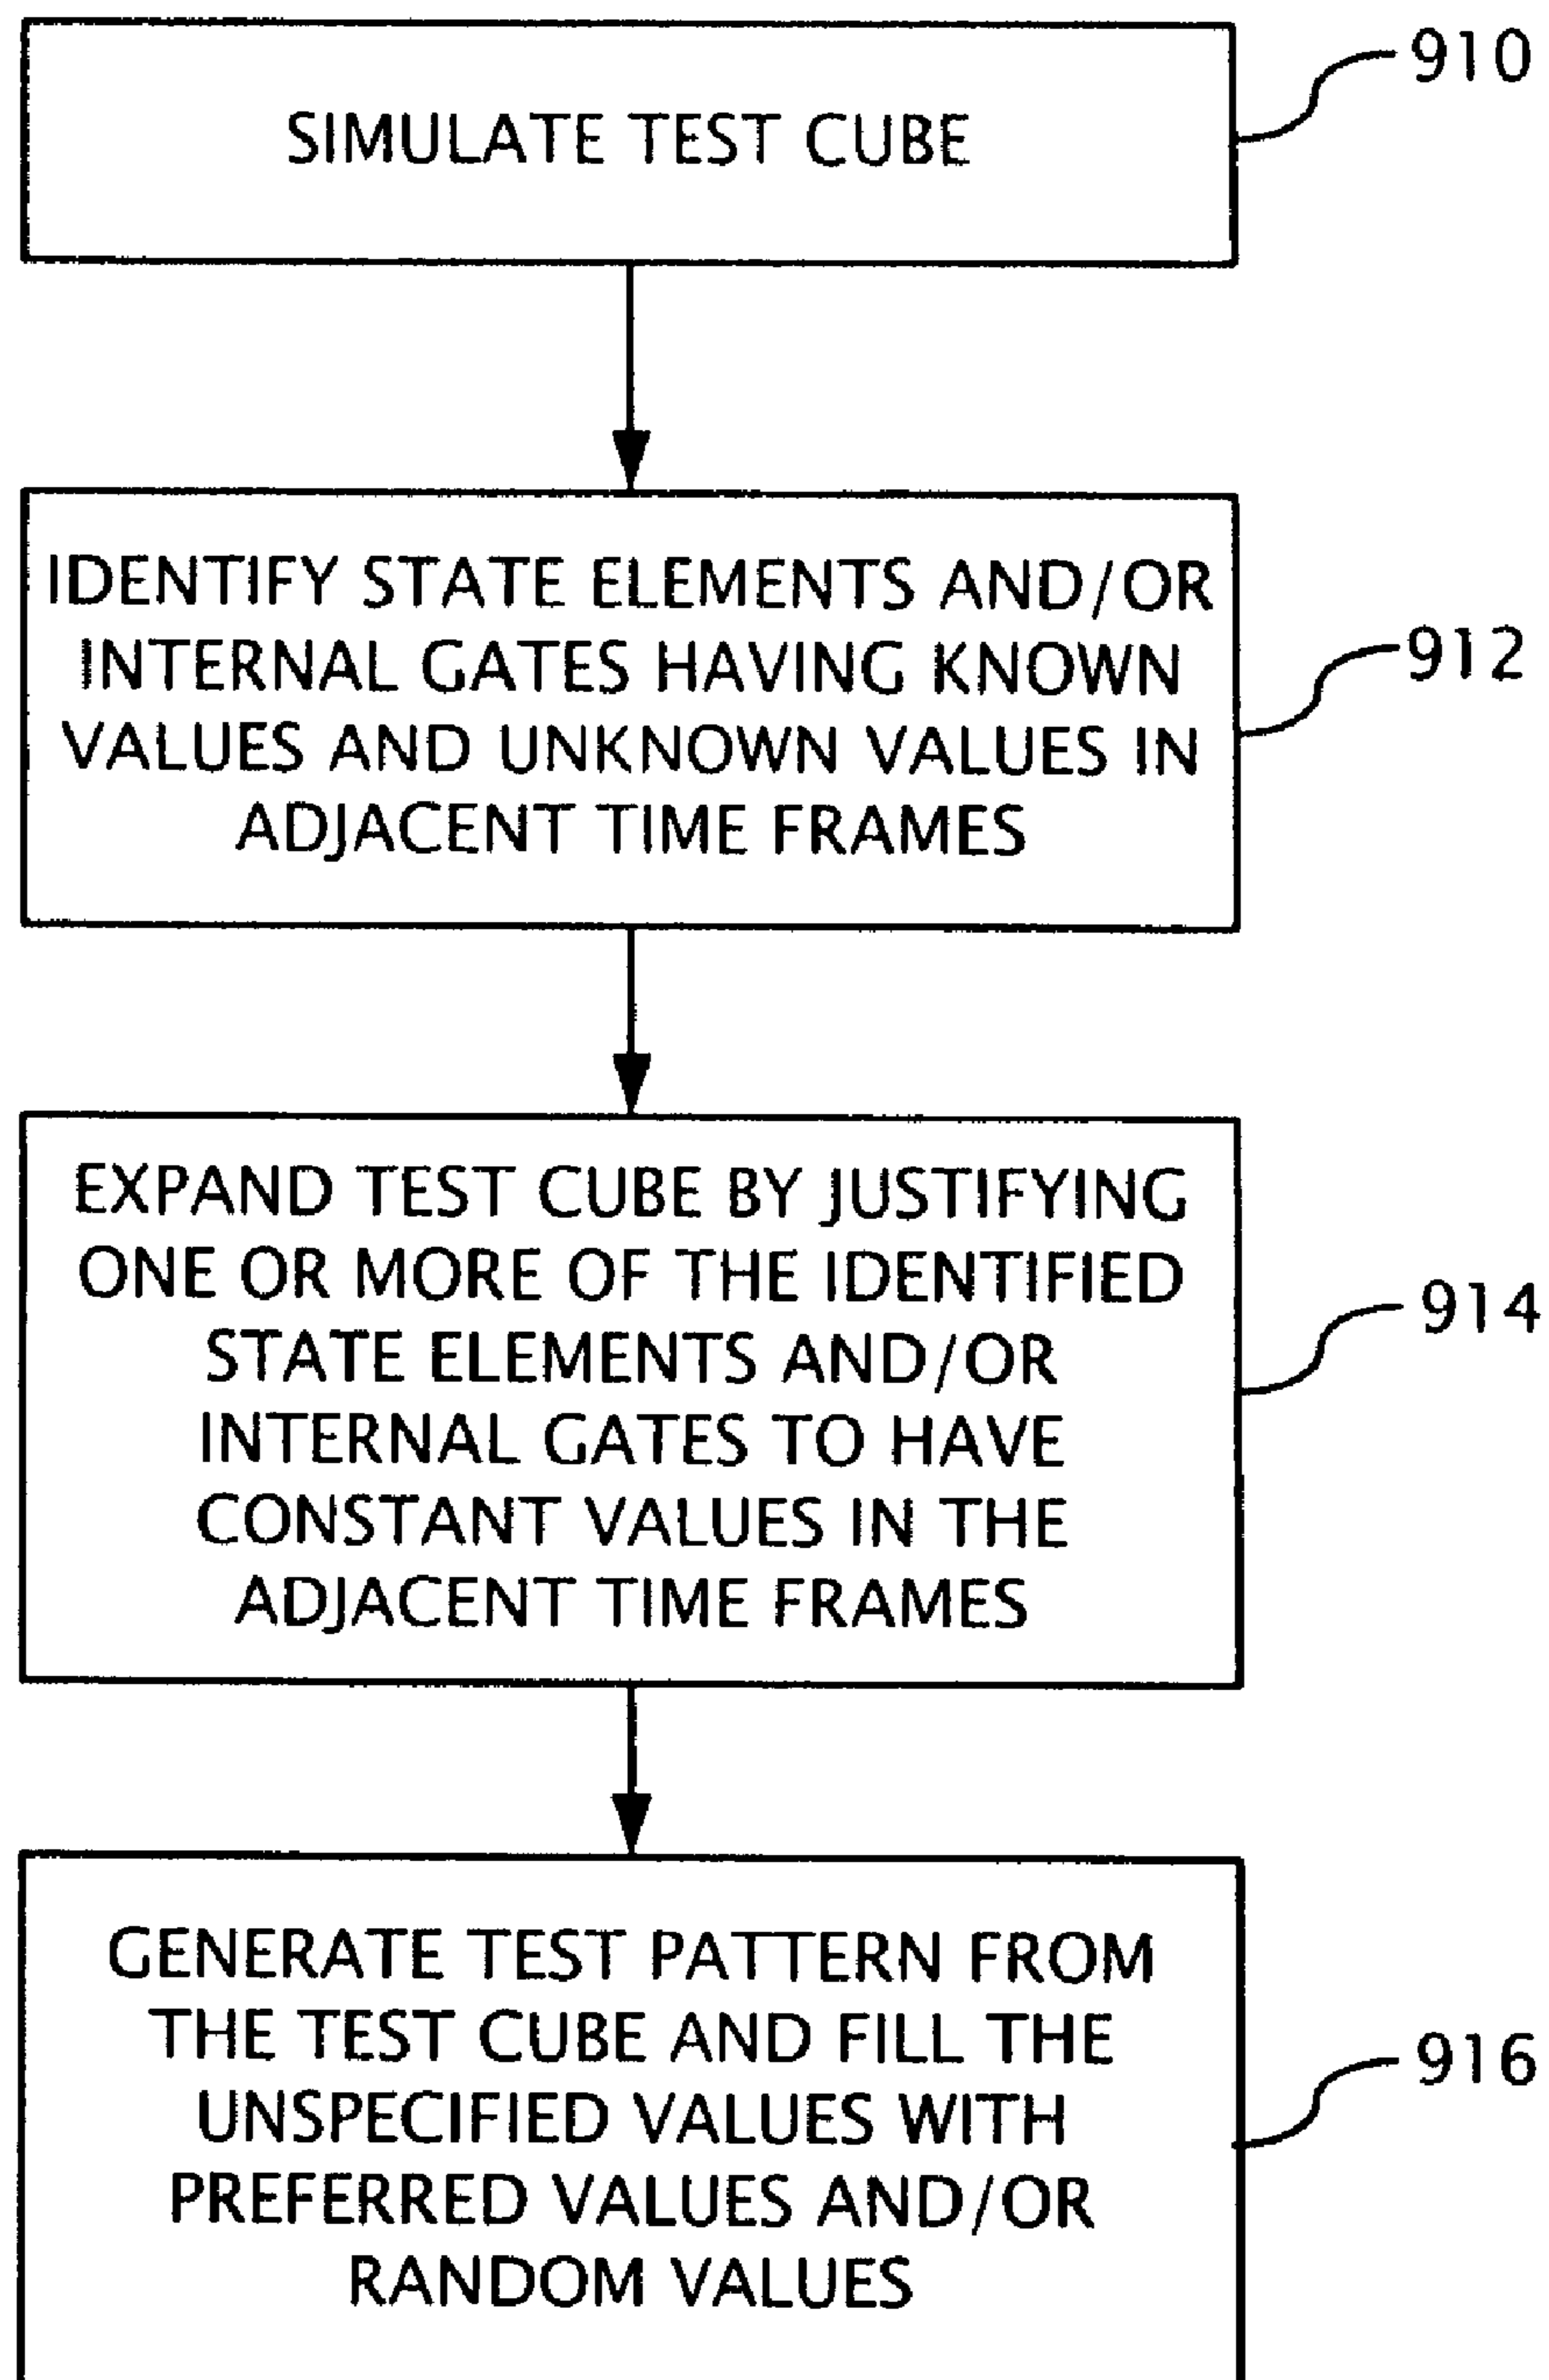 910
SIMULATE TEST CUBE
IDENTIFY STATE ELEMENTS AND/OR
INTERNAL GATES HAVING KNOWN
VALUES AND UNKNOWN VALUES IN
ADJACENT TIME FRAMES
912
EXPAND TEST CUBE BY JUSTIFYING
ONE OR MORE OF THE IDENTIFIED
STATE ELEMENTS AND/OR
INTERNAL GATES TO HAVE
CONSTANT VALUES IN THE
ADJACENT TIME FRAMES
914
GENERATE TEST PATTERN FROM
THE TEST CUBE AND FILL THE
UNSPECIFIED VALUES WITH
PREFERRED VALUES AND/OR
RANDOM VALUES
916